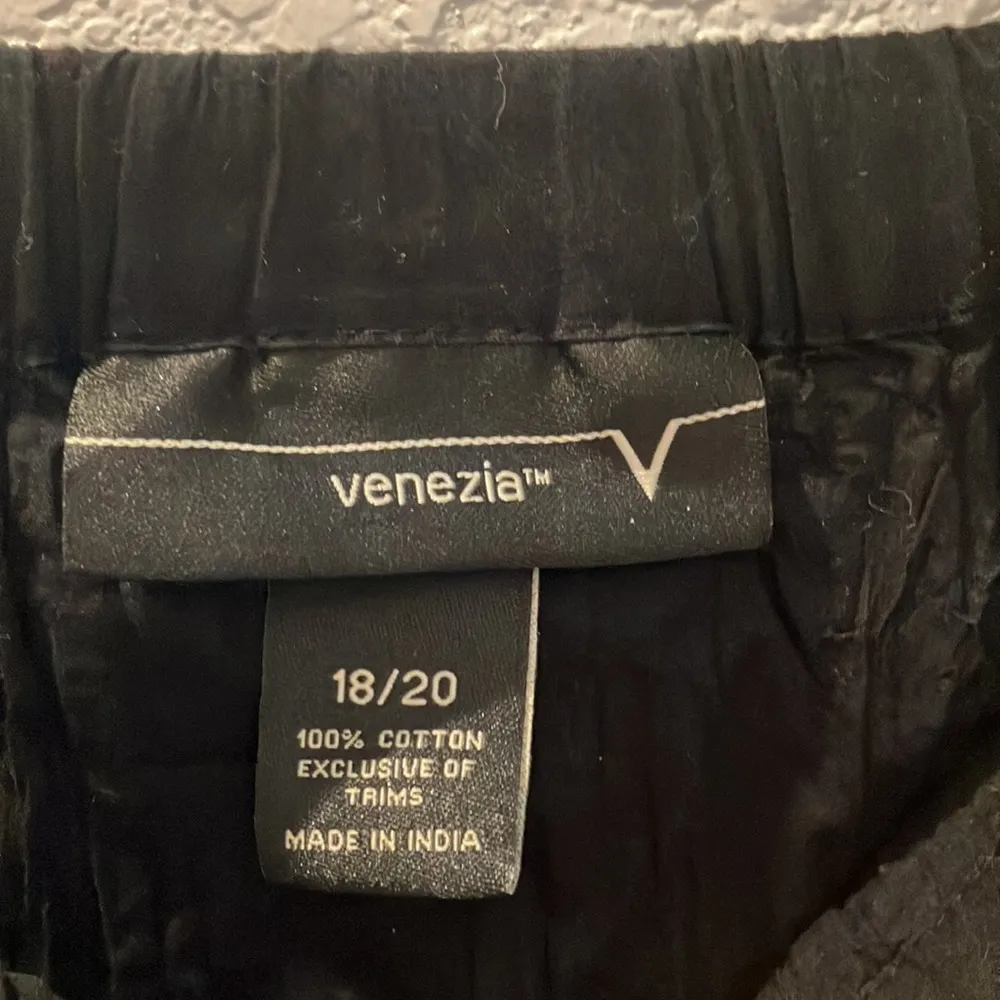 venezia™
18/20
100% COTTON
EXCLUSIVE OF
TRIMS
MADE IN INDIA